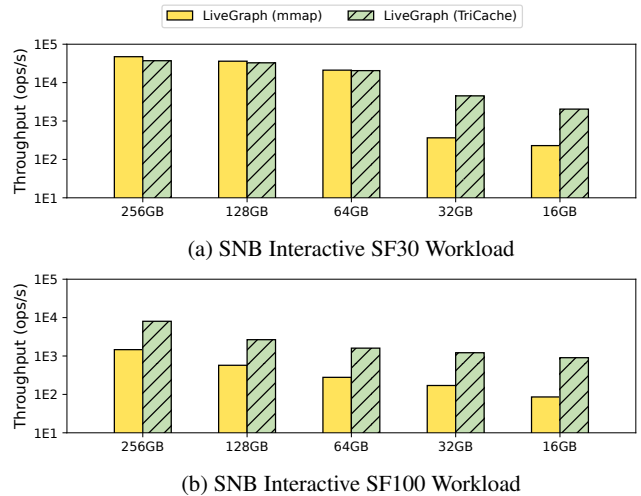 LiveGraph (mmap) LiveGraph (TriCache)
Throughput (ops/s)
1E5
1E4
1E3
1E2
1E1
256GB 128GB 64GB 32GB 16GB
(a) SNB Interactive SF30 Workload
Throughput (ops/s)
1E5
1E4
1E3
1E2
1E1
256GB 128GB 64GB 32GB 16GB
(b) SNB Interactive SF100 Workload